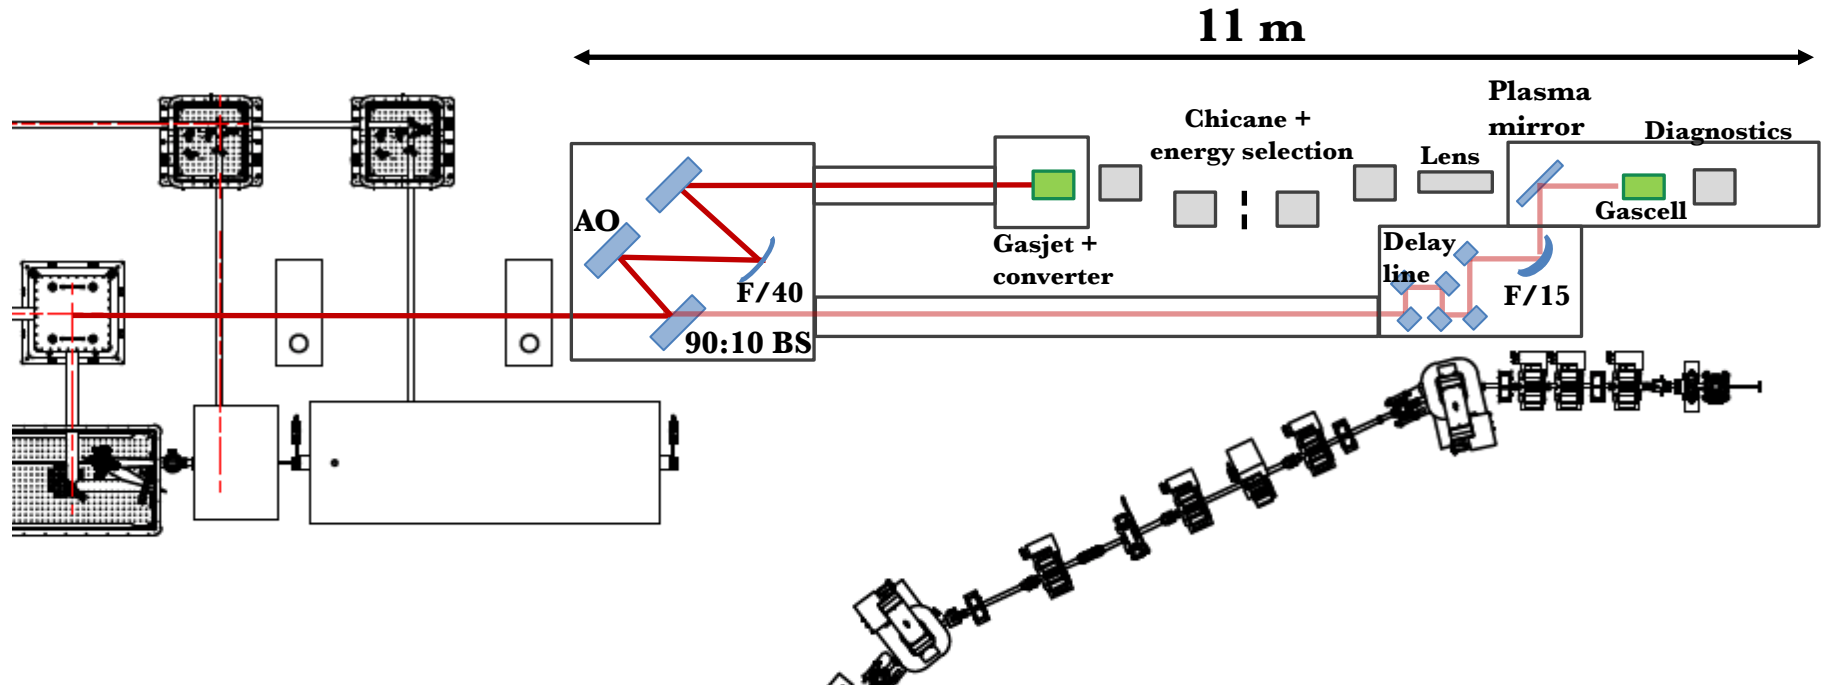 11 m
Plasma
mirror
Chicane +
energy selection
Diagnostics
Lens
AO
Gascell
Gasjet +
converter
Delay
line
F/40
F/15
90:10 BS